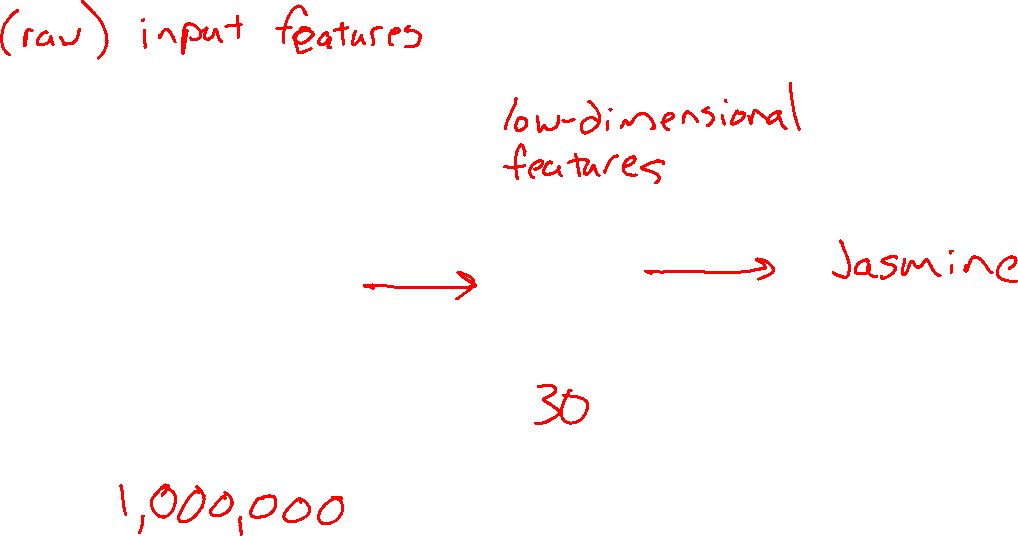 (raw) input features
low-dimensional
features
Jasmine
30
1,000,000